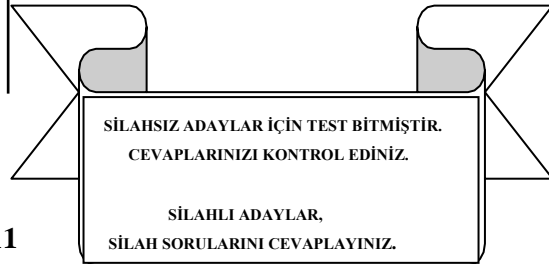 SİLAHSIZ ADAYLAR İÇİN TEST BİTMİŞTİR.
CEVAPLARINIZI KONTROL EDİNİZ.
SİLAHLI ADAYLAR,
SİLAH SORULARINI CEVAPLAYINIZ.